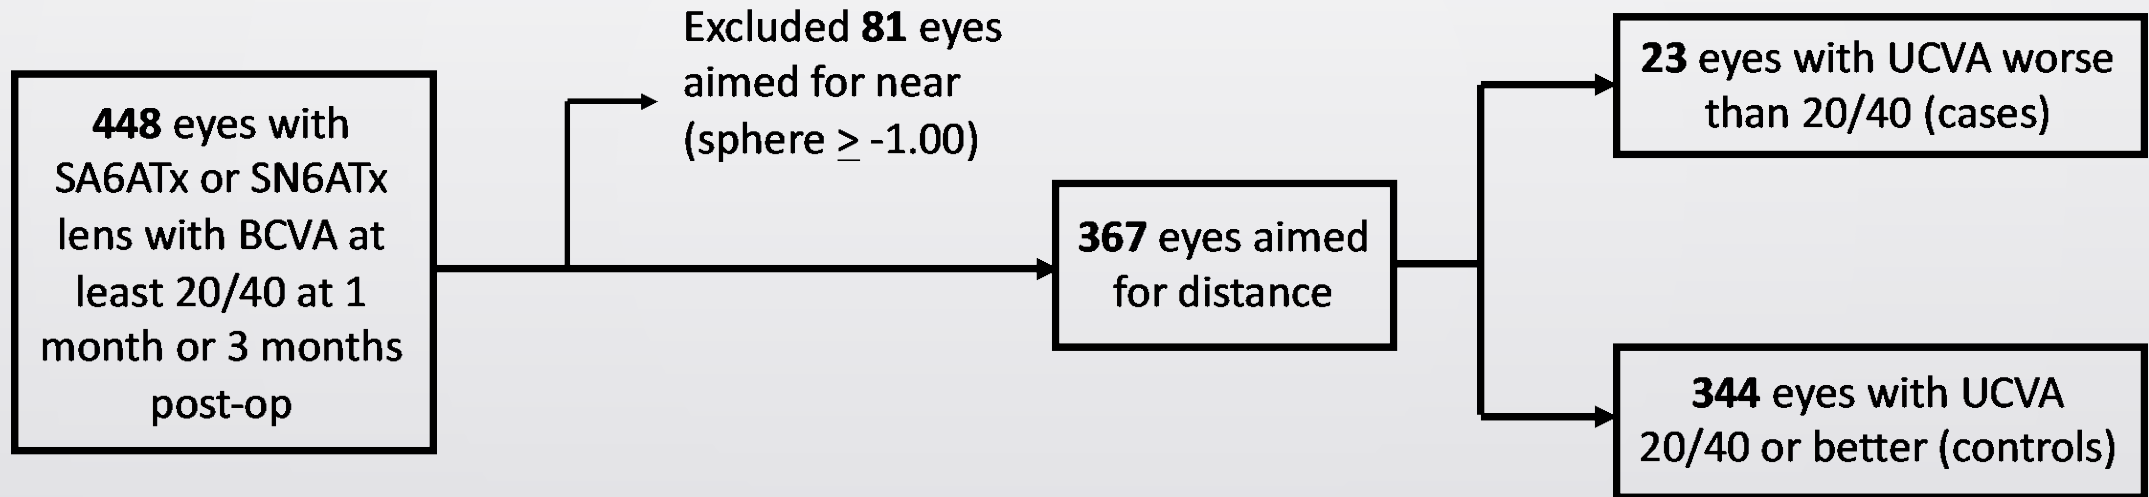 448 eyes with
SA6ATx or SN6ATx
lens with BCVA at
least 20/40 at 1
month or 3 months
post-op
Excluded 81 eyes
aimed for near
(sphere ≥ -1.00)
367 eyes aimed
for distance
23 eyes with UCVA worse
than 20/40 (cases)
344 eyes with UCVA
20/40 or better (controls)